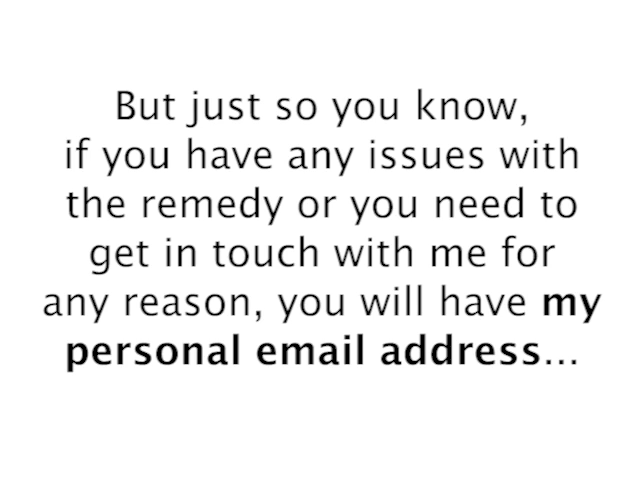 But just so you know,
if you have any issues with
the remedy or you need to
get in touch with me for
any reason, you will have my
personal email address...